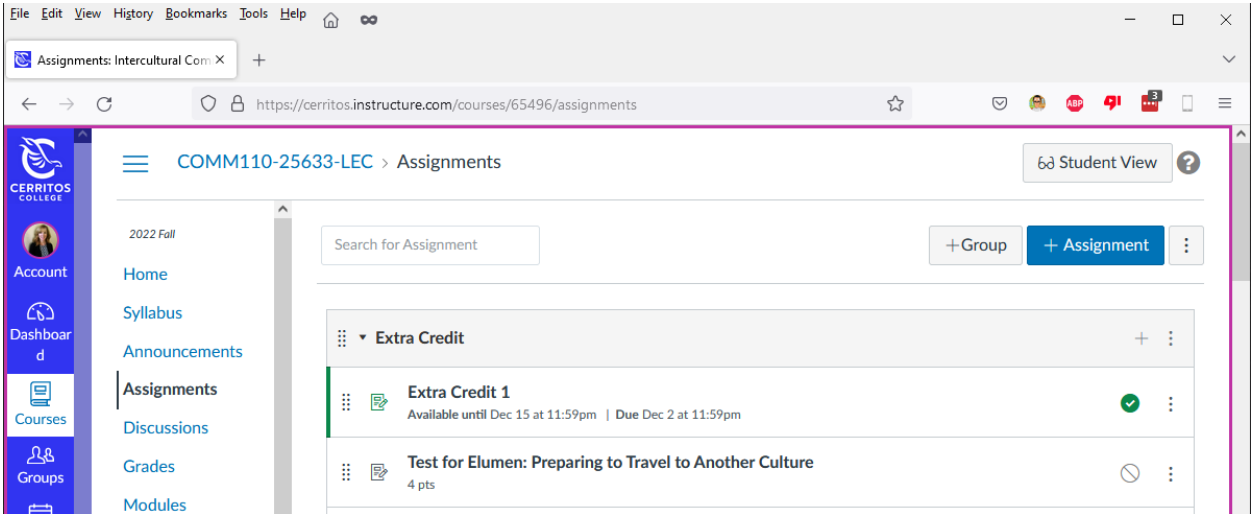 File Edit View History Bookmarks Tools Help
Assignments: Intercultural Com
https://cerritos.instructure.com/courses/65496/assignments
ABP
3
CERRITOS
COLLEGE
COMM110-25633-LEC > Assignments
Student View
?
Account
Dashboar
d
Courses
Groups
2022 Fall
Home
Syllabus
Announcements
Assignments
Discussions
Grades
Modules
Search for Assignment
+Group
+ Assignment
Extra Credit
Extra Credit 1
Available until Dec 15 at 11:59pm | Due Dec 2 at 11:59pm
Test for Elumen: Preparing to Travel to Another Culture
4 pts